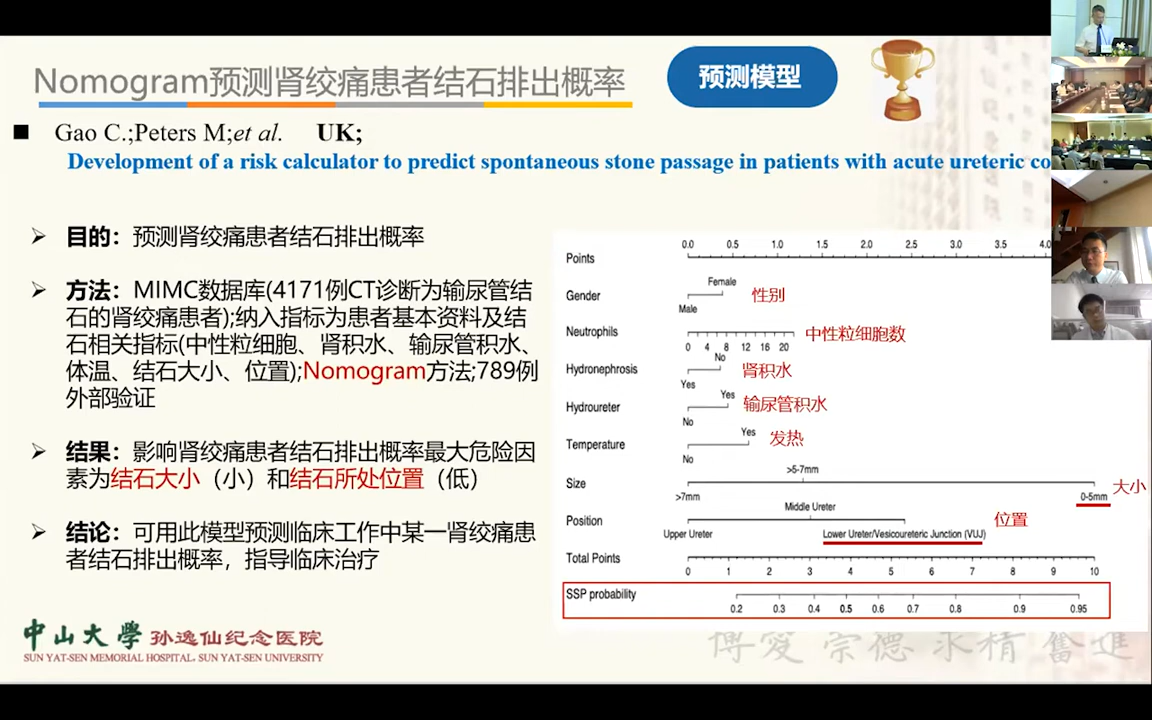 Nomogram预测肾绞痛患者结石排出概率
预测模型
■ Gao C.;Peters M;et al. UK;
Development of a risk calculator to predict spontaneous stone passage in patients with acute ureteric co
➢ 目的：预测肾绞痛患者结石排出概率
➢ 方法：MIMC数据库(4171例CT诊断为输尿管结
石的肾绞痛患者);纳入指标为患者基本资料及结
石相关指标(中性粒细胞、肾积水、输尿管积水、
体温、结石大小、位置);Nomogram方法;789例
外部验证
➢ 结果：影响肾绞痛患者结石排出概率最大危险因
素为结石大小（小）和结石所处位置（低）
➢ 结论：可用此模型预测临床工作中某一肾绞痛患
者结石排出概率，指导临床治疗
0.0 0.5 1.0 1.5 2.0 2.5 3.0 3.5 4.0
Points
Female
Gender 性别
Male
Neutrophils 中性粒细胞数
0 4 8 12 16 20
No
Hydronephrosis 肾积水
Yes
Yes
Hydroureter 输尿管积水
No
Yes
Temperature 发热
No
>5-7mm
Size 大小
>7mm 0-5mm
Middle Ureter
Position 位置
Upper Ureter Lower Ureter/Vesicoureteric Junction (VUJ)
Total Points
0 1 2 3 4 5 6 7 8 9 10
SSP probability
0.2 0.3 0.4 0.5 0.6 0.7 0.8 0.9 0.95
中山大学 孙逸仙纪念医院
SUN YAT-SEN MEMORIAL HOSPITAL, SUN YAT-SEN UNIVERSITY
博愛 崇德 求精 奮進